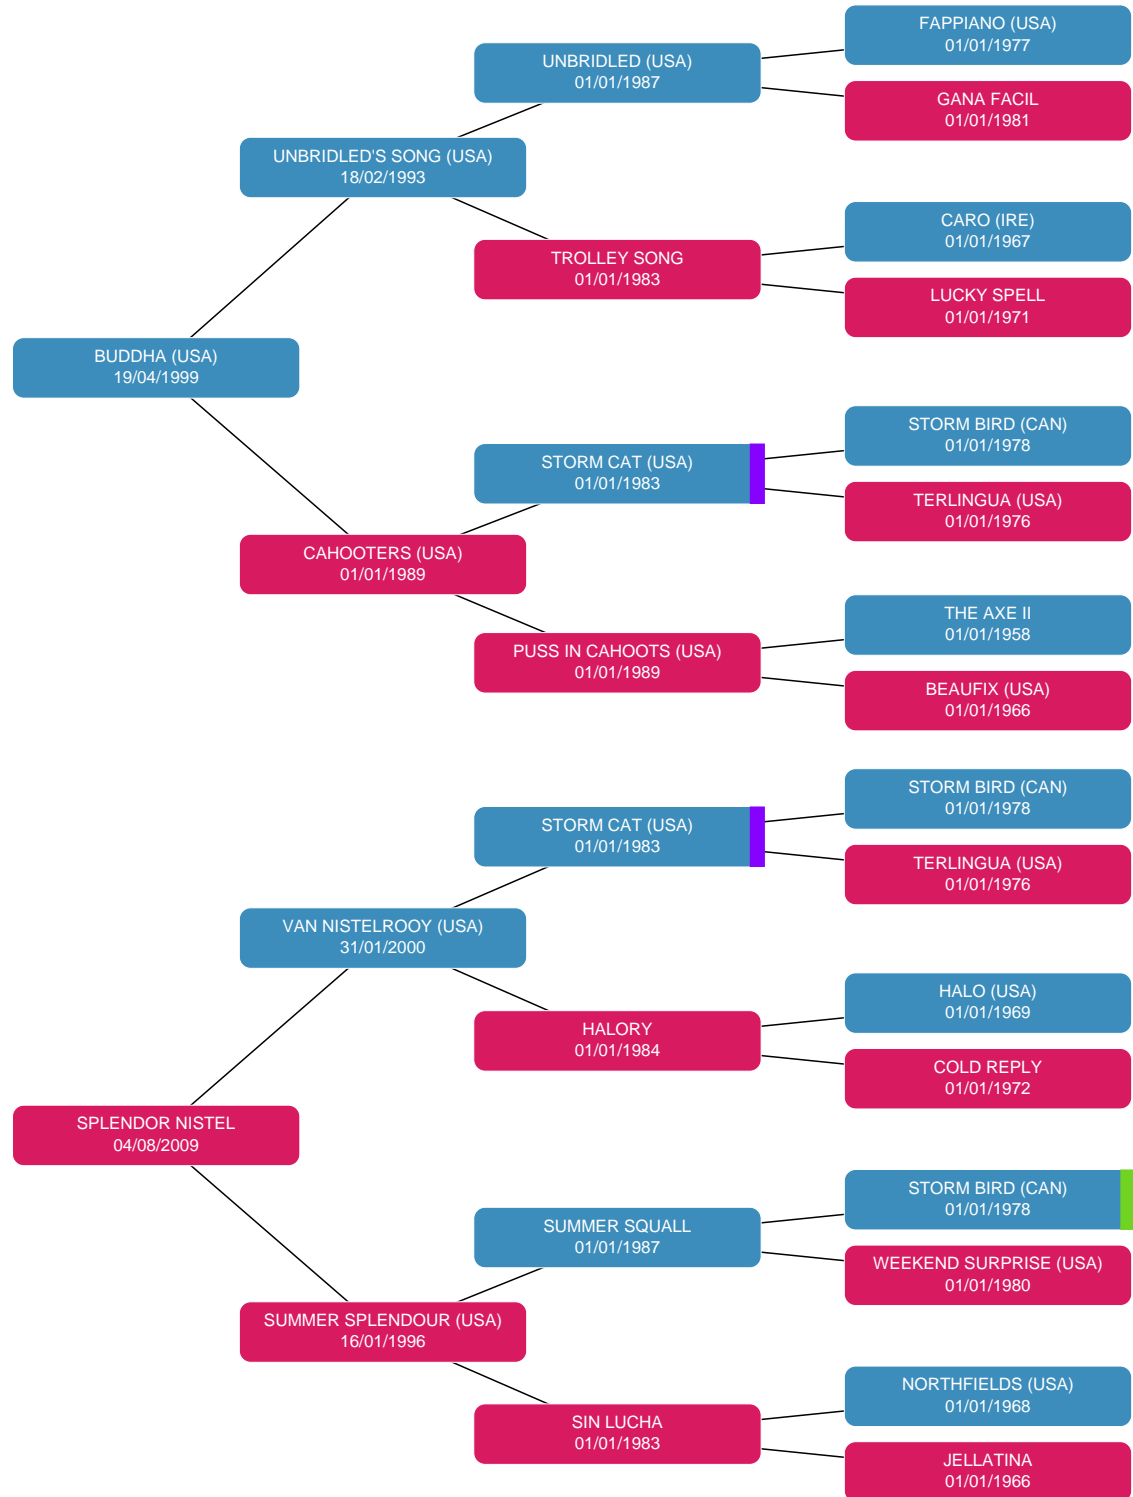 FAPPIANO (USA)
01/01/1977
UNBRIDLED (USA)
01/01/1987
GANA FACIL
01/01/1981
UNBRIDLED'S SONG (USA)
18/02/1993
CARO (IRE)
01/01/1967
TROLLEY SONG
01/01/1983
LUCKY SPELL
01/01/1971
BUDDHA (USA)
19/04/1999
STORM BIRD (CAN)
01/01/1978
STORM CAT (USA)
01/01/1983
TERLINGUA (USA)
01/01/1976
CAHOOTERS (USA)
01/01/1989
THE AXE II
01/01/1958
PUSS IN CAHOOTS (USA)
01/01/1989
BEAUFIX (USA)
01/01/1966
STORM BIRD (CAN)
01/01/1978
STORM CAT (USA)
01/01/1983
TERLINGUA (USA)
01/01/1976
VAN NISTELROOY (USA)
31/01/2000
HALO (USA)
01/01/1969
HALORY
01/01/1984
COLD REPLY
01/01/1972
SPLENDOR NISTEL
04/08/2009
STORM BIRD (CAN)
01/01/1978
SUMMER SQUALL
01/01/1987
WEEKEND SURPRISE (USA)
01/01/1980
SUMMER SPLENDOUR (USA)
16/01/1996
NORTHFIELDS (USA)
01/01/1968
SIN LUCHA
01/01/1983
JELLATINA
01/01/1966